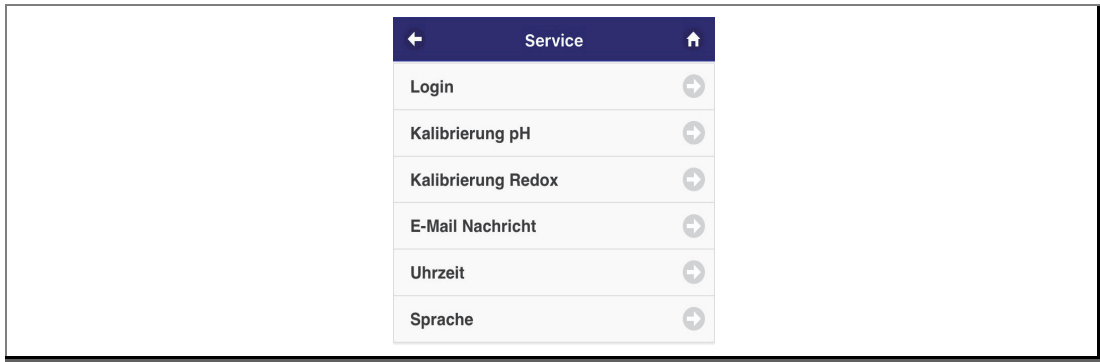 Service
Login
Kalibrierung pH
Kalibrierung Redox
E-Mail Nachricht
Uhrzeit
Sprache